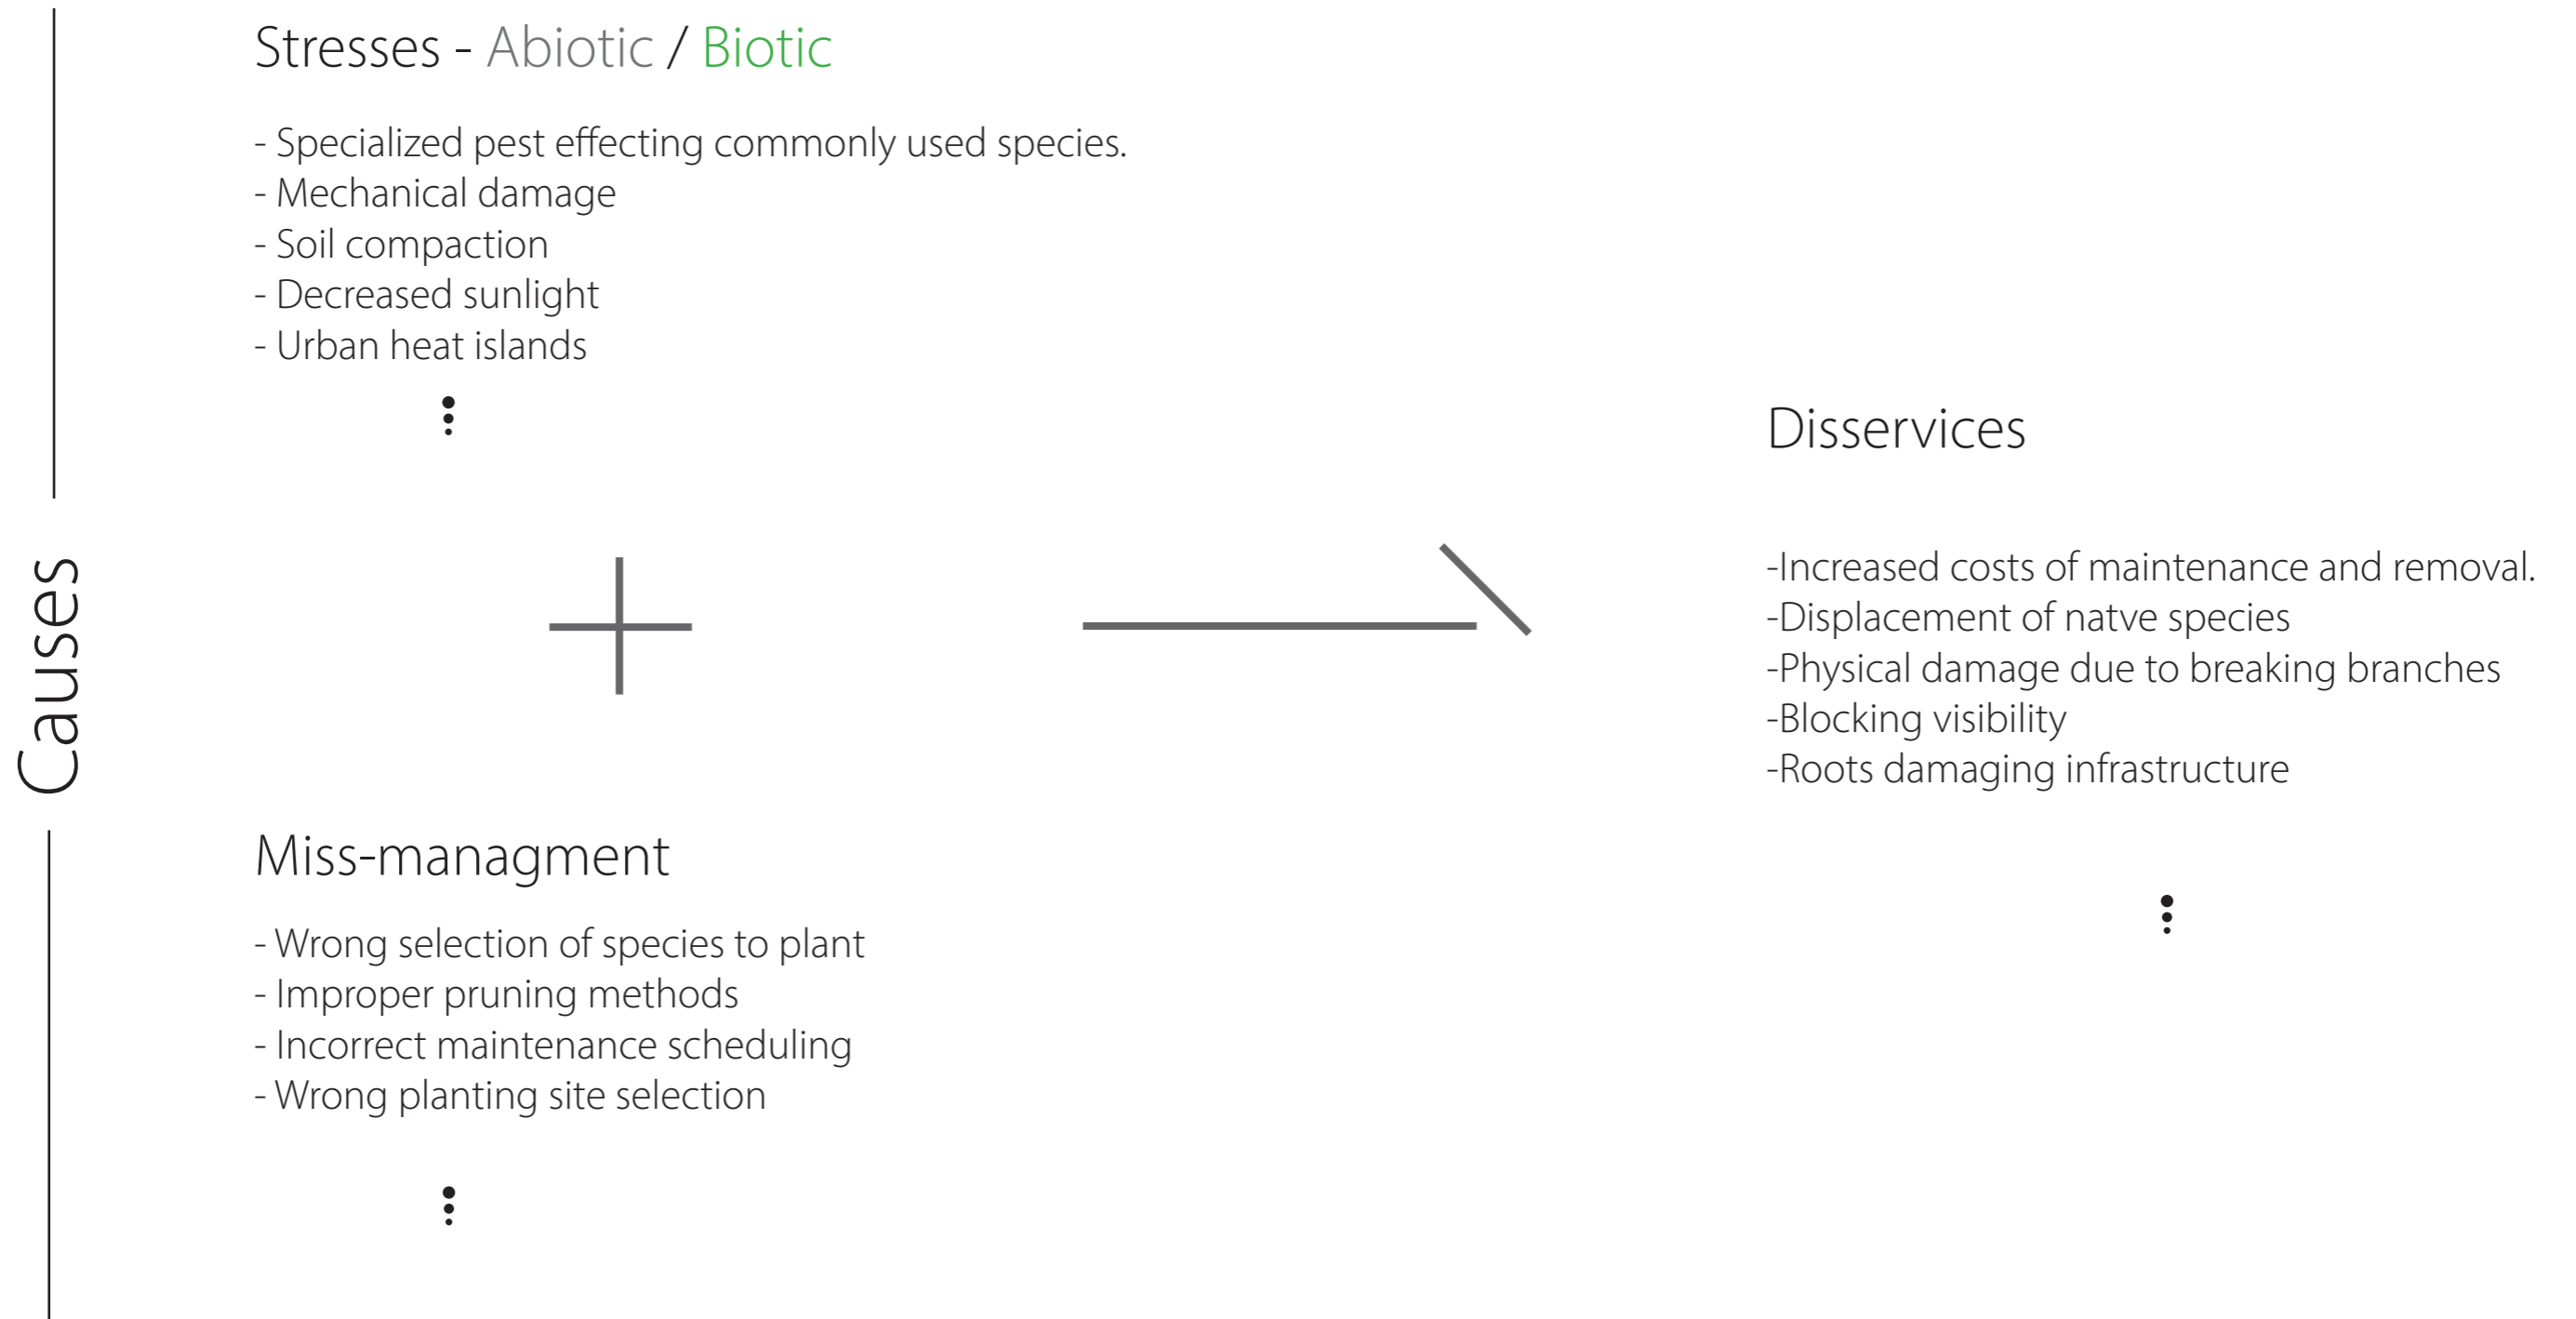 Causes
Stresses - Abiotic / Biotic
- Specialized pest effecting commonly used species.
- Mechanical damage
- Soil compaction
- Decreased sunlight
- Urban heat islands
Miss-managment
- Wrong selection of species to plant
- Improper pruning methods
- Incorrect maintenance scheduling
- Wrong planting site selection
Disservices
-Increased costs of maintenance and removal.
-Displacement of natve species
-Physical damage due to breaking branches
-Blocking visibility
-Roots damaging infrastructure